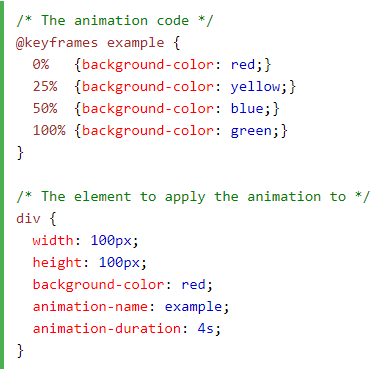 /* The animation code */
@keyframes example {
  0%   {background-color: red;}
  25%  {background-color: yellow;}
  50%  {background-color: blue;}
  100% {background-color: green;}
}

/* The element to apply the animation to */
div {
  width: 100px;
  height: 100px;
  background-color: red;
  animation-name: example;
  animation-duration: 4s;
}